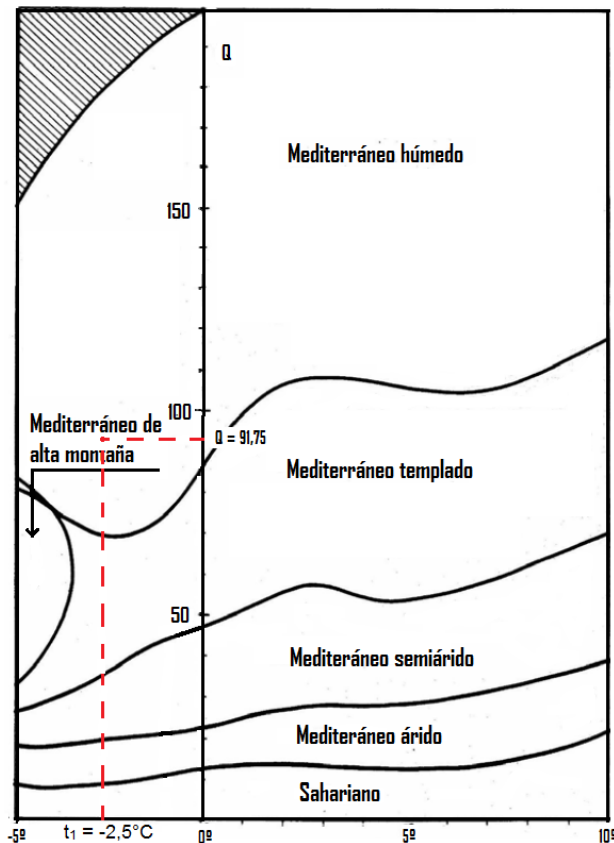 Q
Mediterráneo húmedo
150
100
Mediterráneo de
alta montaña
Q = 91,75
Mediterráneo templado
50
Mediteráneo semiárido
Mediteráneo árido
Sahariano
-5º
t₁ = -2,5°C
0º
5º
10º